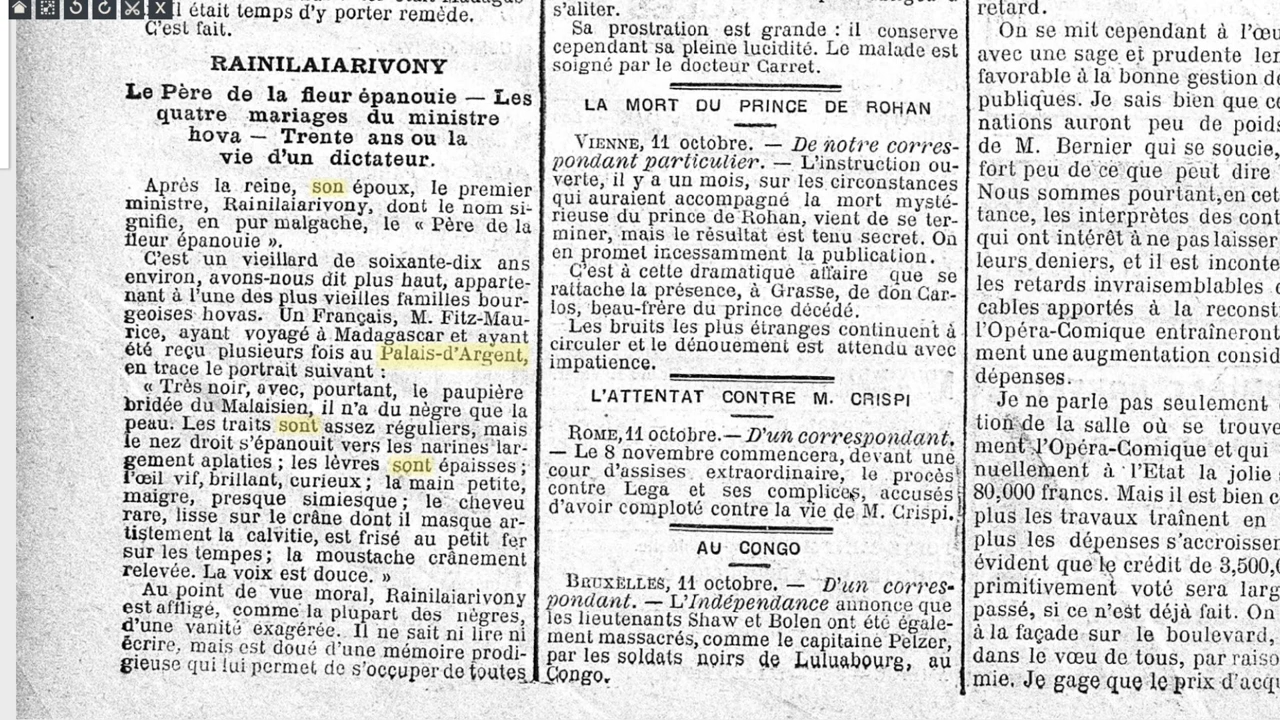 il était temps d'y porter remède.
C'est fait.
RAINILAIARIVONY
Le Père de la fleur épanouie — Les
quatre mariages du ministre
hova — Trente ans ou la
vie d'un dictateur.
Après la reine, son époux, le premier
ministre, Rainilaiarivony, dont le nom si-
gnifie, en pur malgache, le « Père de la
fleur épanouie ».
C'est un vieillard de soixante-dix ans
environ, avons-nous dit plus haut, apparte-
nant à l'une des plus vieilles familles bour-
geoises hovas. Un Français, M. Fitz-Mau-
rice, ayant voyagé à Madagascar et ayant
été reçu plusieurs fois au Palais-d'Argent,
en trace le portrait suivant :
« Très noir, avec, pourtant, le paupière
bridée du Malaisien, il n'a du nègre que la
peau. Les traits sont assez réguliers, mais
le nez droit s'épanouit vers les narines lar-
gement aplaties ; les lèvres sont épaisses ;
l'œil vif, brillant, curieux ; la main petite,
maigre, presque simiesque ; le cheveu
rare, lisse sur le crâne dont il masque ar-
tistement la calvitie, est frisé au petit fer
sur les tempes ; la moustache crânement
relevée. La voix est douce. »
Au point de vue moral, Rainilaiarivony
est affligé, comme la plupart des nègres,
d'une vanité exagérée. Il ne sait ni lire ni
écrire, mais est doué d'une mémoire prodi-
gieuse qui lui permet de s'occuper de toutes
s'aliter.
Sa prostration est grande : il conserve
cependant sa pleine lucidité. Le malade est
soigné par le docteur Carret.
LA MORT DU PRINCE DE ROHAN
VIENNE, 11 octobre. — De notre corres-
pondant particulier. — L'instruction ou-
verte, il y a un mois, sur les circonstances
qui auraient accompagné la mort mysté-
rieuse du prince de Rohan, vient de se ter-
miner, mais le résultat est tenu secret. On
en promet incessamment la publication.
C'est à cette dramatique affaire que se
rattache la présence, à Grasse, de don Car-
los, beau-frère du prince décédé.
Les bruits les plus étranges continuent à
circuler et le dénouement est attendu avec
impatience.
L'ATTENTAT CONTRE M. CRISPI
ROME, 11 octobre. — D'un correspondant.
— Le 8 novembre commencera, devant une
cour d'assises extraordinaire, le procès
contre Lega et ses complices, accusés
d'avoir comploté contre la vie de M. Crispi.
AU CONGO
BRUXELLES, 11 octobre. — D'un corres-
pondant. — L'Indépendance annonce que
les lieutenants Shaw et Bolen ont été égale-
ment massacrés, comme le capitaine Pelzer,
par les soldats noirs de Luluabourg, au
Congo.
retard.
On se mit cependant à
avec une sage et prudente
favorable à la bonne gestion
publiques. Je sais bien que
nations auront peu de
de M. Bernier qui se soucie,
fort peu de ce que peut dire
Nous sommes pourtant, en
tance, les interprètes des
qui ont intérêt à ne pas laisser
leurs deniers, et il est
les retards invraisemblables
cables apportés à la
l'Opéra-Comique entraîneront
ment une augmentation
dépenses.
Je ne parle pas seulement
tion de la salle où se
ment l'Opéra-Comique et qui
nuellement à l'Etat la jolie
80,000 francs. Mais il est bien
plus les travaux traînent en
plus les dépenses
évident que le crédit de
primitivement voté sera
passé, si ce n'est déjà fait. On
à la façade sur le boulevard,
dans le vœu de tous, par
mie. Je gage que le prix